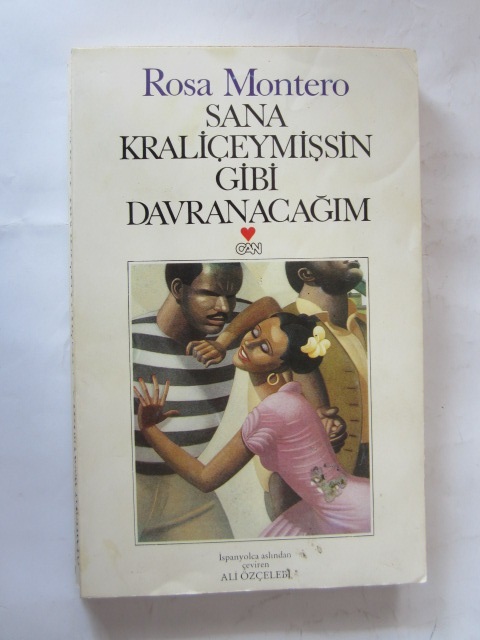 Rosa Montero
SANA
KRALİÇEYMİŞSİN
GİBİ
DAVRANACAĞIM
CAN
İspanyolca aslından
çeviren
ALİ ÖZÇELEBİ